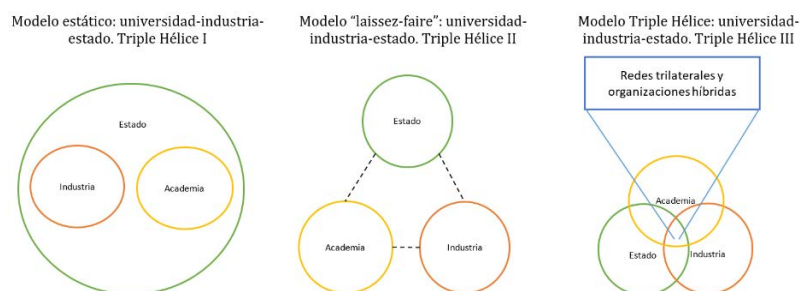 Modelo estático: universidad-industria-
estado. Triple Hélice I
Modelo “laissez-faire”: universidad-
industria-estado. Triple Hélice II
Modelo Triple Hélice: universidad-
industria-estado. Triple Hélice III
Estado
Industria
Academia
Estado
Academia
Industria
Redes trilaterales y
organizaciones híbridas
Academia
Estado
Industria